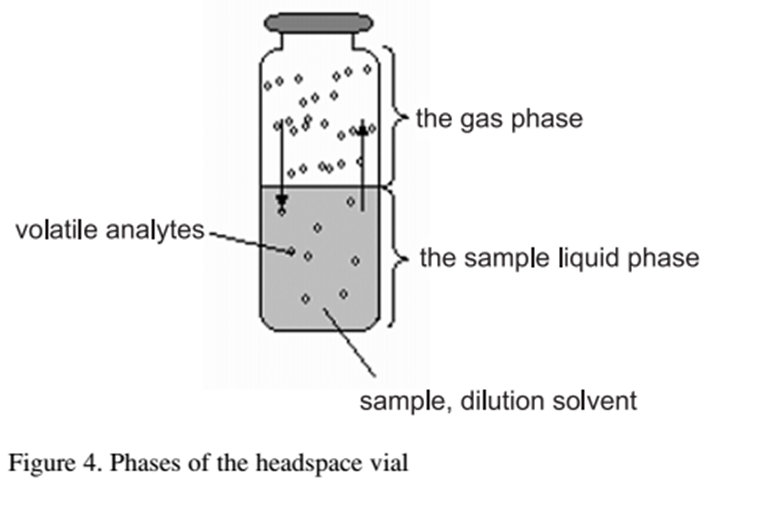 the gas phase
volatile analytes
the sample liquid phase
sample, dilution solvent
Figure 4. Phases of the headspace vial